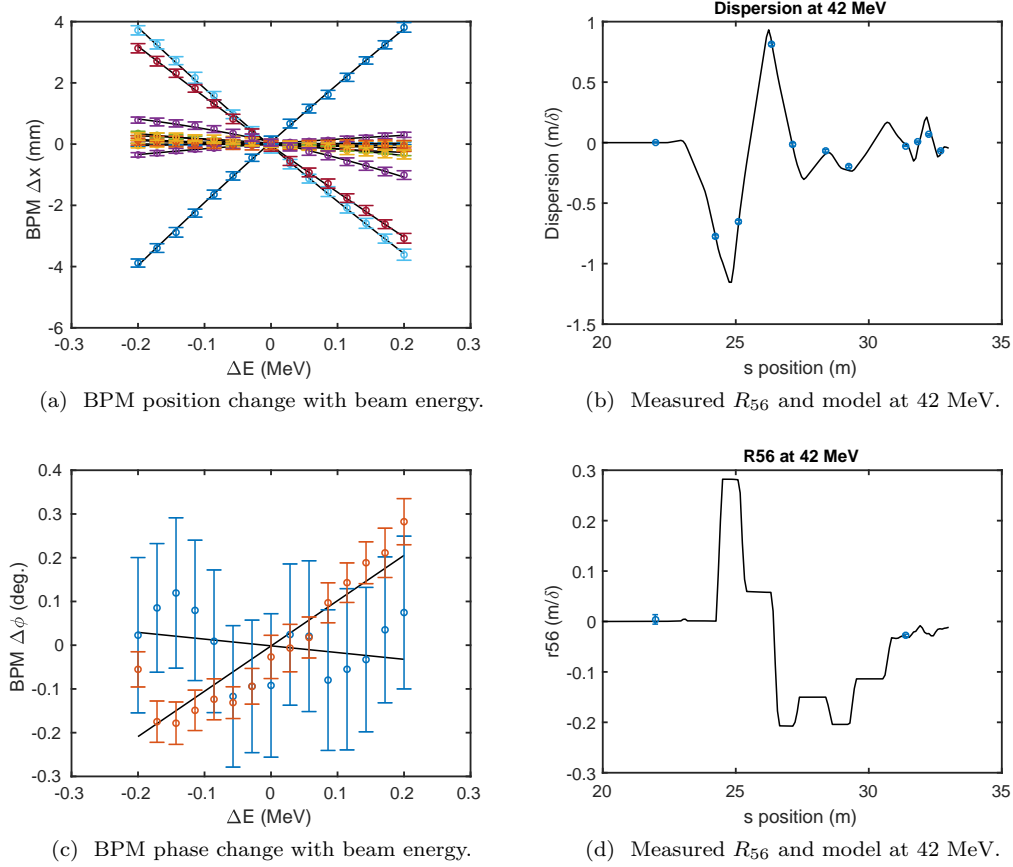 Dispersion at 42 MeV
4
2
0
-2
-4
-6
BPM Δx (mm)
-0.3 -0.2 -0.1 0 0.1 0.2 0.3
ΔE (MeV)
1
0.5
0
-0.5
-1
-1.5
Dispersion (m/δ)
20 25 30 35
s position (m)
(a) BPM position change with beam energy.
(b) Measured R56 and model at 42 MeV.
R56 at 42 MeV
0.4
0.3
0.2
0.1
0
-0.1
-0.2
-0.3
BPM Δϕ (deg.)
-0.3 -0.2 -0.1 0 0.1 0.2 0.3
ΔE (MeV)
0.3
0.2
0.1
0
-0.1
-0.2
-0.3
r56 (m/δ)
20 25 30 35
s position (m)
(c) BPM phase change with beam energy.
(d) Measured R56 and model at 42 MeV.